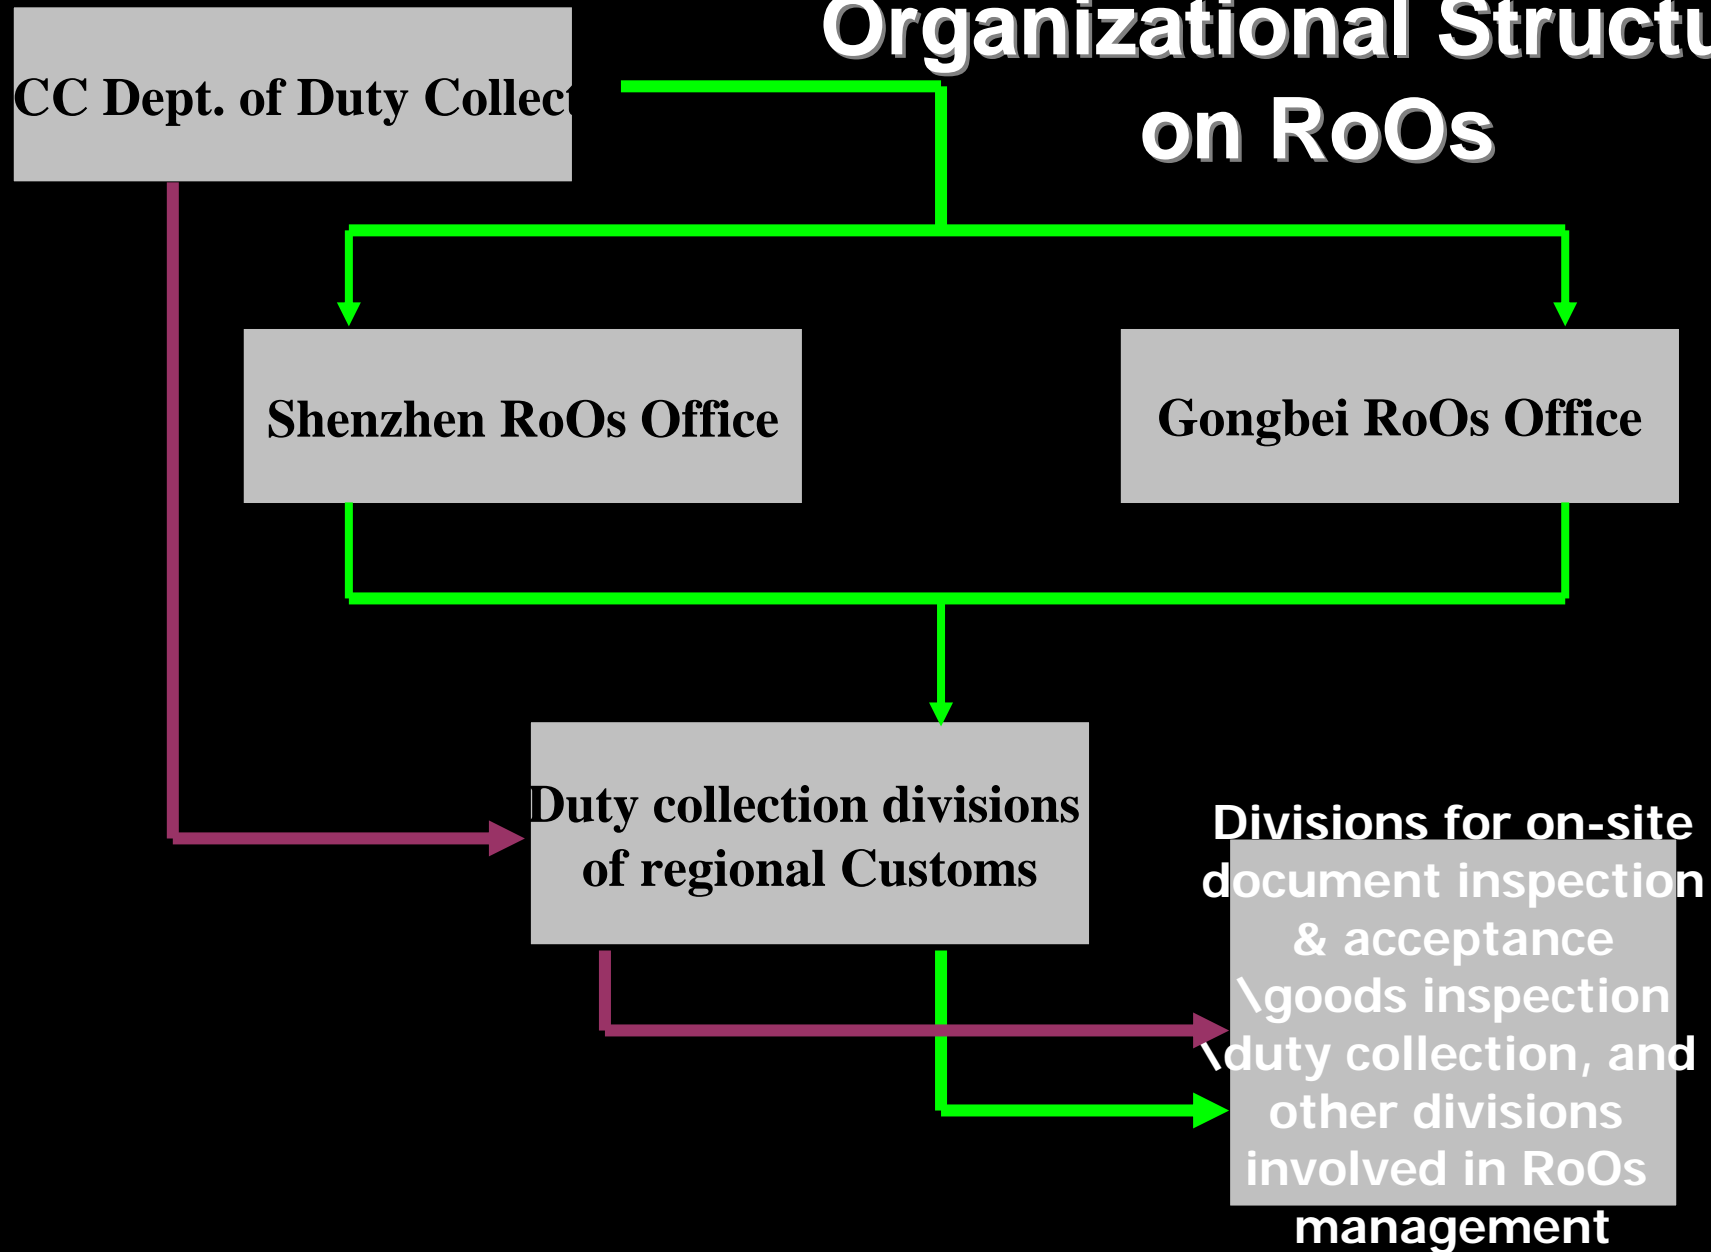 Organizational Structu
on RoOs
CC Dept. of Duty Collect
Shenzhen RoOs Office
Gongbei RoOs Office
Duty collection divisions
of regional Customs
Divisions for on-site
document inspection
& acceptance
\goods inspection
\duty collection, and
other divisions
involved in RoOs
management